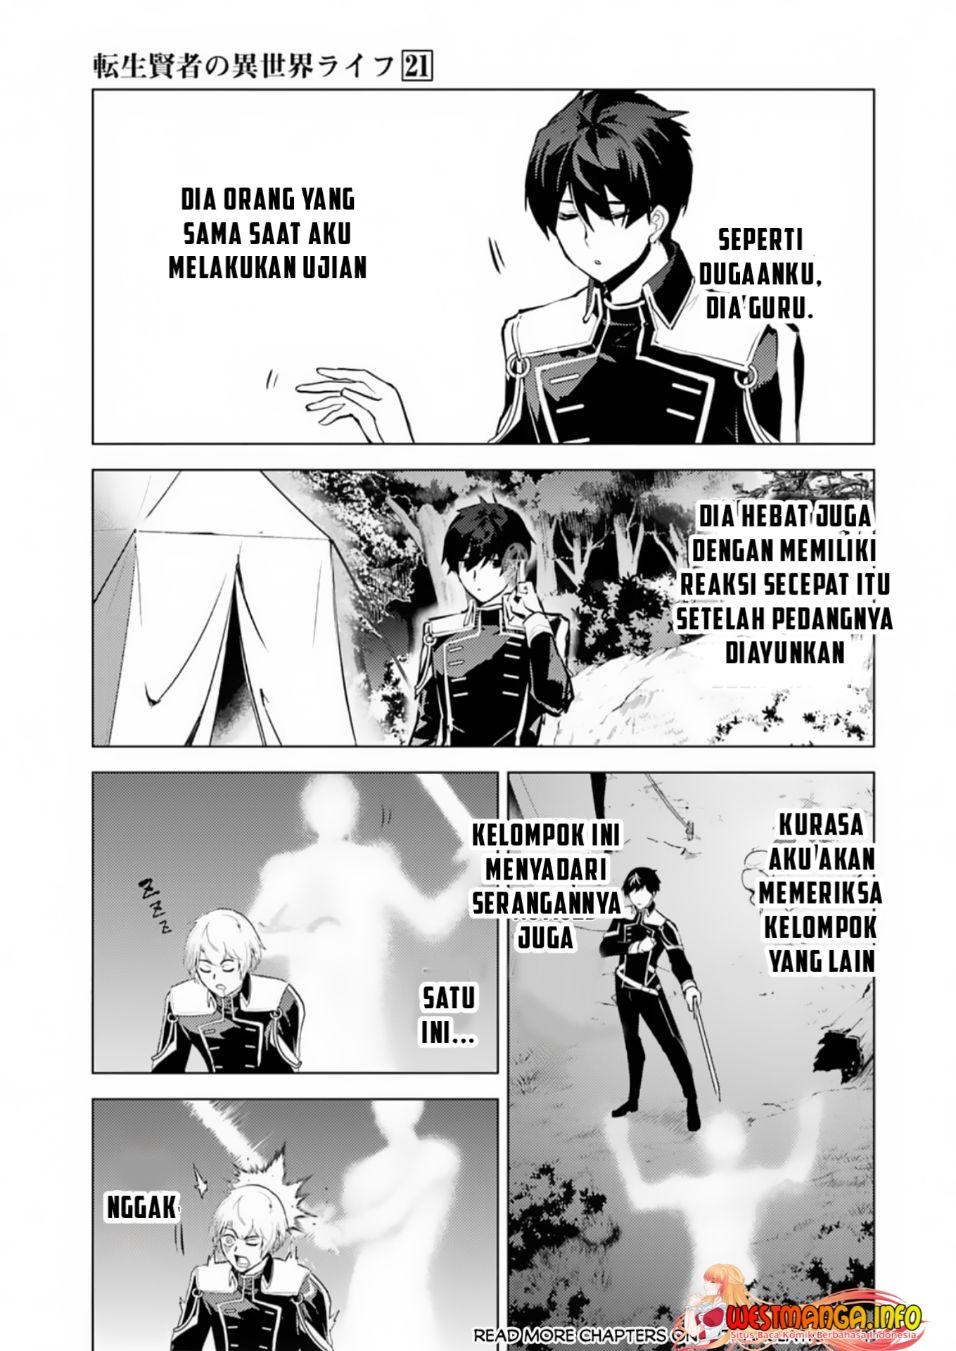 転生賢者の異世界ライフ 21
SEPERTI
DUGAANKU,
DIA GURU.
DIA ORANG YANG
SAMA SAAT AKU
MELAKUKAN UJIAN
DIA HEBAT JUGA
DENGAN MEMILIKI
REAKSI SECEPAT ITU
SETELAH PEDANGNYA
DIAYUNKAN
KURASA
AKU AKAN
MEMERIKSA
KELOMPOK
YANG LAIN
KELOMPOK INI
MENYADARI
SERANGANNYA
JUGA
ZZZZ
SATU
INI...
NGGAK
WESTMANGA.INFO
Situs Baca Komik Berbahasa Indonesia
READ MORE CHAPTERS ON